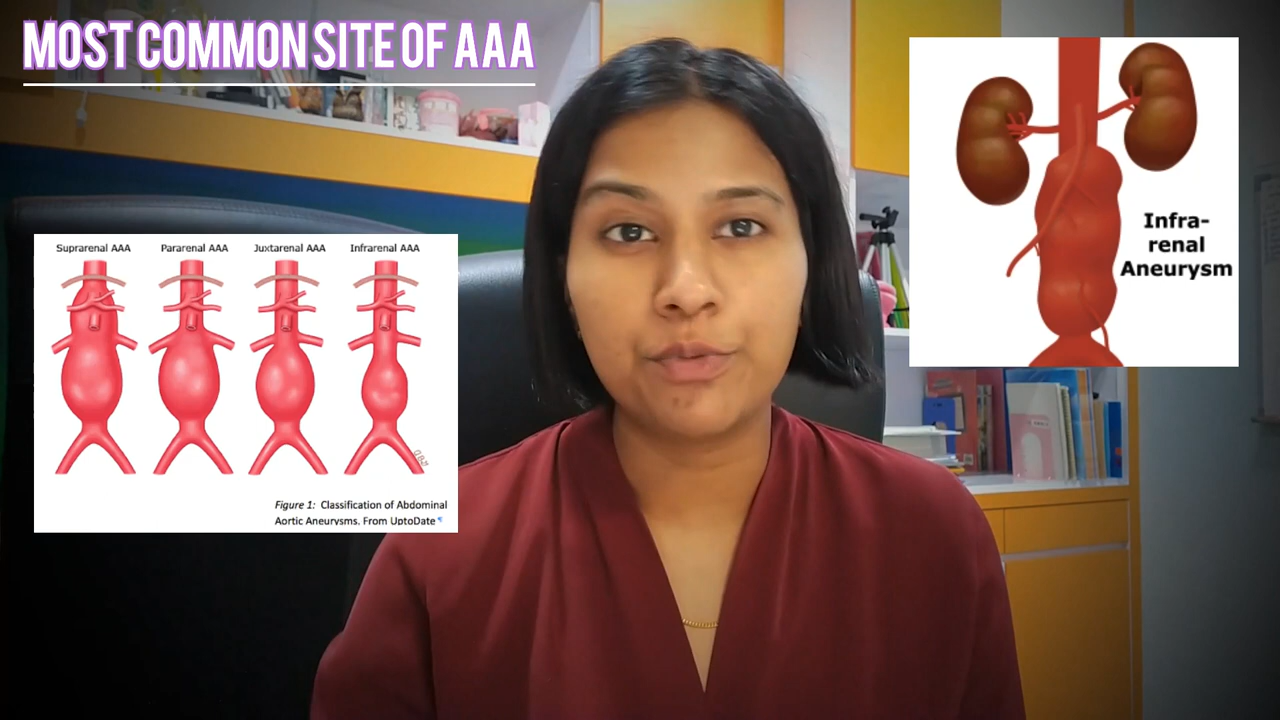 MOST COMMON SITE OF AAA
Suprarenal AAA Pararenal AAA Juxtarenal AAA Infrarenal AAA
Figure 1: Classification of Abdominal
Aortic Aneurysms. From UptoDate
Infra-
renal
Aneurysm